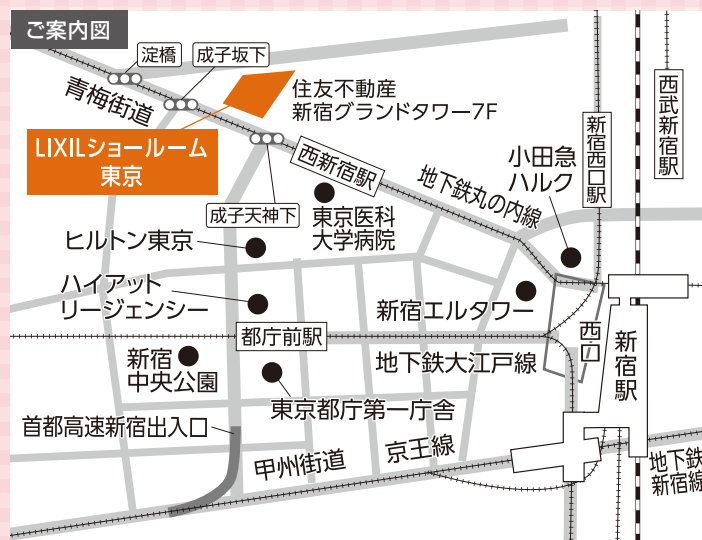 ご案内図
淀橋
成子坂下
青梅街道
住友不動産
新宿グランドタワー7F
LIXILショールーム
東京
西新宿駅
成子天神下
東京医科
大学病院
地下鉄丸の内線
小田急
ハルク
新宿西口駅
西武新宿駅
ヒルトン東京
ハイアット
リージェンシー
新宿エルタワー
都庁前駅
西口
新宿駅
新宿
中央公園
地下鉄大江戸線
東京都庁第一庁舎
首都高速新宿出入口
甲州街道
京王線
地下鉄
新宿線